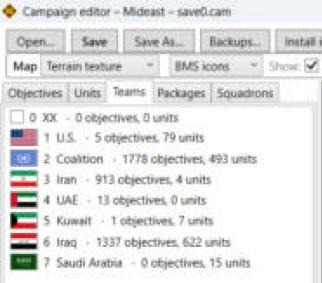 Campaign editor – Mideast – save0.cam
Open... Save Save As... Backups... Install
Map Terrain texture BMS icons Show:
Objectives Units Teams Packages Squadrons
0 XX - 0 objectives, 0 units
1 U.S. - 5 objectives, 79 units
2 Coalition - 1778 objectives, 493 units
3 Iran - 913 objectives, 4 units
4 UAE - 13 objectives, 0 units
5 Kuwait - 1 objectives, 7 units
6 Iraq - 1337 objectives, 622 units
7 Saudi Arabia - 0 objectives, 15 units